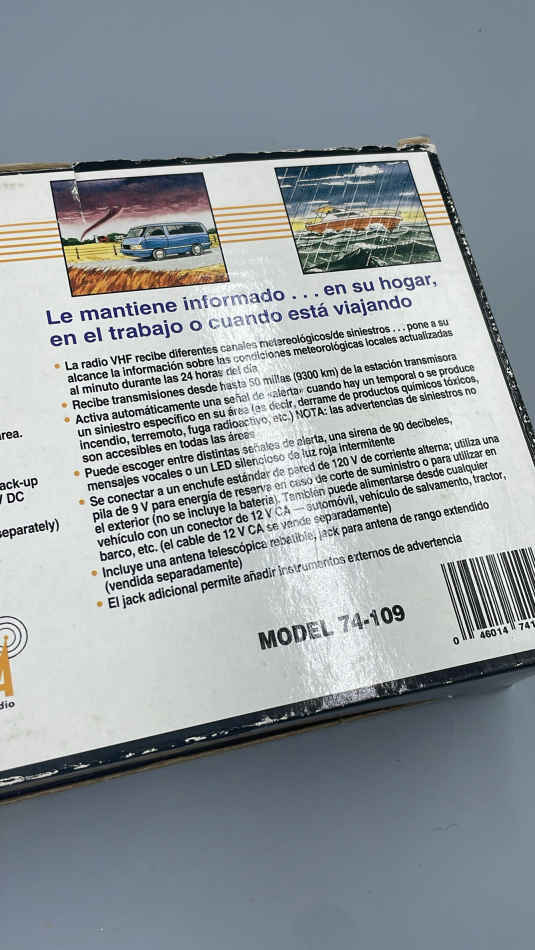 Le mantiene informado . . . en su hogar,
en el trabajo o cuando está viajando
• La radio VHF recibe diferentes canales metereológicos/de siniestros . . . pone a su
alcance la información sobre las condiciones meteorológicas locales actualizadas
al minuto durante las 24 horas del día
• Recibe transmisiones desde hasta 50 millas (9300 km) de la estación transmisora
• Activa automáticamente una señal de «alerta» cuando hay un temporal o se produce
un siniestro específico en su área (es decir, derrame de productos químicos tóxicos,
incendio, terremoto, fuga radioactivo, etc.) NOTA: las advertencias de siniestros no
son accesibles en todas las áreas
• Puede escoger entre distintas señales de alerta, una sirena de 90 decibeles,
mensajes vocales o un LED silencioso de luz roja intermitente
• Se conectar a un enchufe estándar de pared de 120 V de corriente alterna; utiliza una
pila de 9 V para energía de reserva en caso de corte de suministro o para utilizar en
el exterior (no se incluye la batería). También puede alimentarse desde cualquier
vehículo con un conector de 12 V CA — automóvil, vehículo de salvamento, tractor,
barco, etc. (el cable de 12 V CA se vende separadamente)
• Incluye una antena telescópica rebatible, jack para antena de rango extendido
(vendida separadamente)
• El jack adicional permite añadir instrumentos externos de advertencia
MODEL 74-109
0 46014 741
rea.
ack-up
V DC
separately)
A
dio